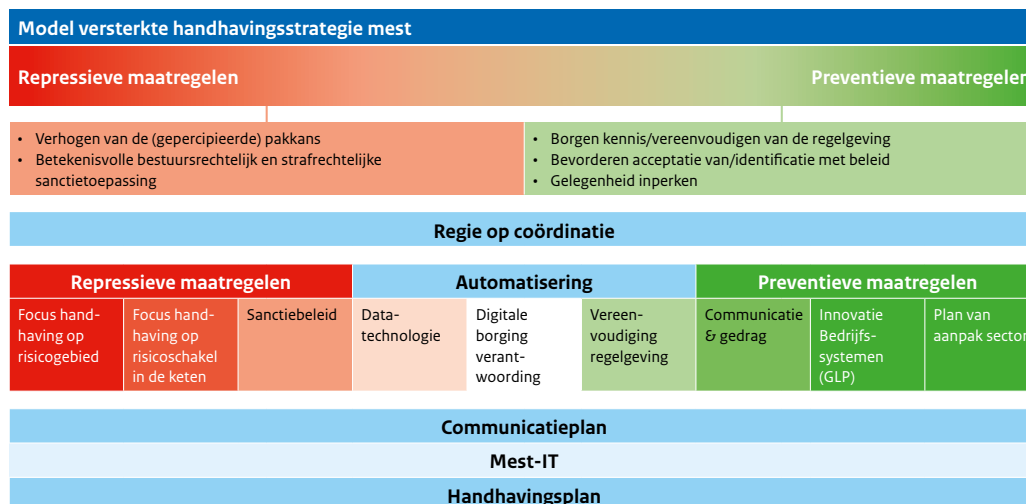 Model versterkte handhavingsstrategie mest
Repressieve maatregelen
Preventieve maatregelen
• Verhogen van de (gepercipieerde) pakkans
• Betekenisvolle bestuursrechtelijk en strafrechtelijke
sanctietoepassing
• Borgen kennis/vereenvoudigen van de regelgeving
• Bevorderen acceptatie van/identificatie met beleid
• Gelegenheid inperken
Regie op coördinatie
Repressieve maatregelen
Automatisering
Preventieve maatregelen
Focus hand-
having op
risicogebied
Focus hand-
having op
risicoschakel
in de keten
Sanctiebeleid
Data-
technologie
Digitale
borging
verant-
woording
Vereen-
voudiging
regelgeving
Communicatie
& gedrag
Innovatie
Bedrijfs-
systemen
(GLP)
Plan van
aanpak sector
Communicatieplan
Mest-IT
Handhavingsplan